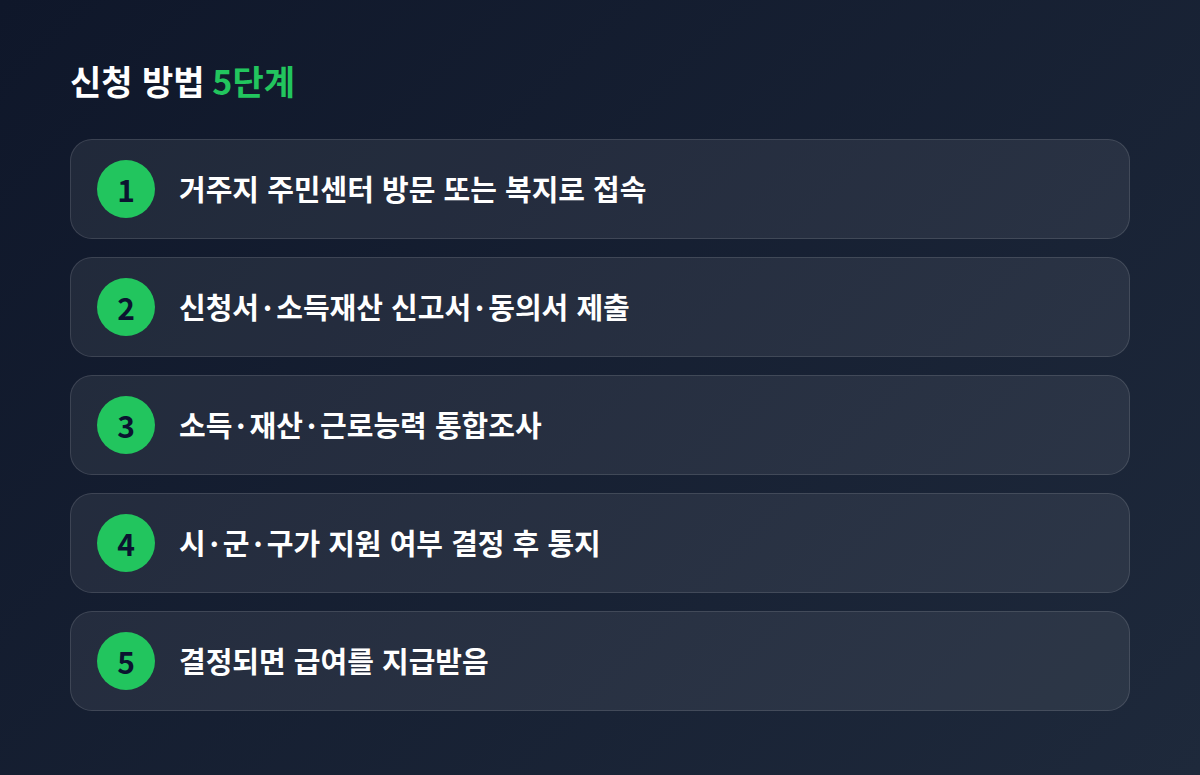 신청 방법 5단계
1 거주지 주민센터 방문 또는 복지로 접속
2 신청서·소득재산 신고서·동의서 제출
3 소득·재산·근로능력 통합조사
4 시·군·구가 지원 여부 결정 후 통지
5 결정되면 급여를 지급받음